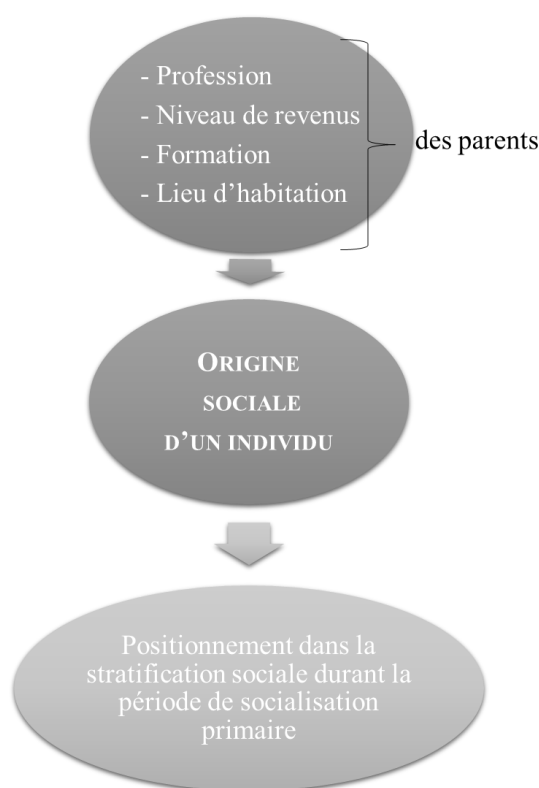 - Profession
- Niveau de revenus
- Formation
- Lieu d'habitation
des parents
ORIGINE
SOCIALE
D'UN INDIVIDU
Positionnement dans la
stratification sociale durant la
période de socialisation
primaire